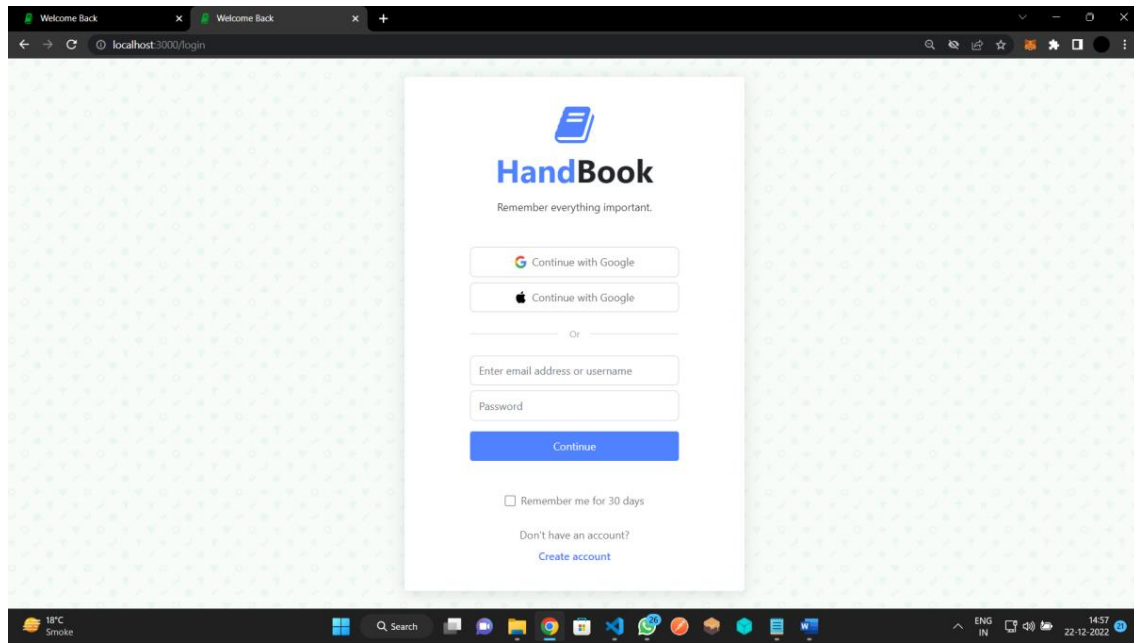 Welcome Back
Welcome Back
localhost:3000/login
HandBook
Remember everything important.
Continue with Google
Continue with Google
Or
Enter email address or username
Password
Continue
Remember me for 30 days
Don't have an account?
Create account
18°C
Smoke
Search
26
ENG
IN
14:57
22-12-2022
21